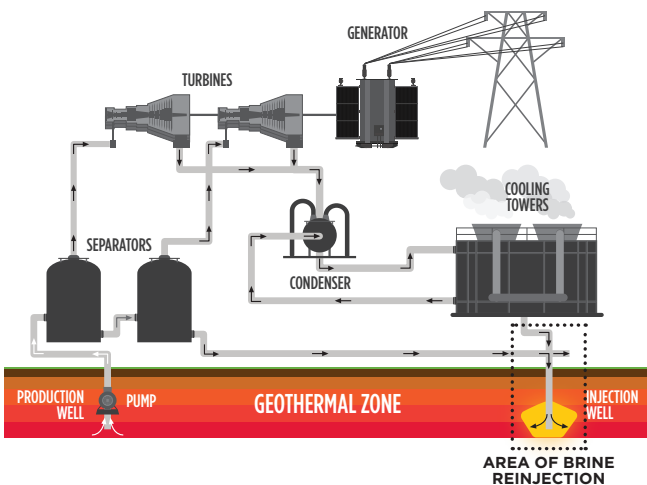 GENERATOR
TURBINES
COOLING
TOWERS
SEPARATORS
CONDENSER
PRODUCTION
WELL
PUMP
GEOTHERMAL ZONE
INJECTION
WELL
AREA OF BRINE
REINJECTION